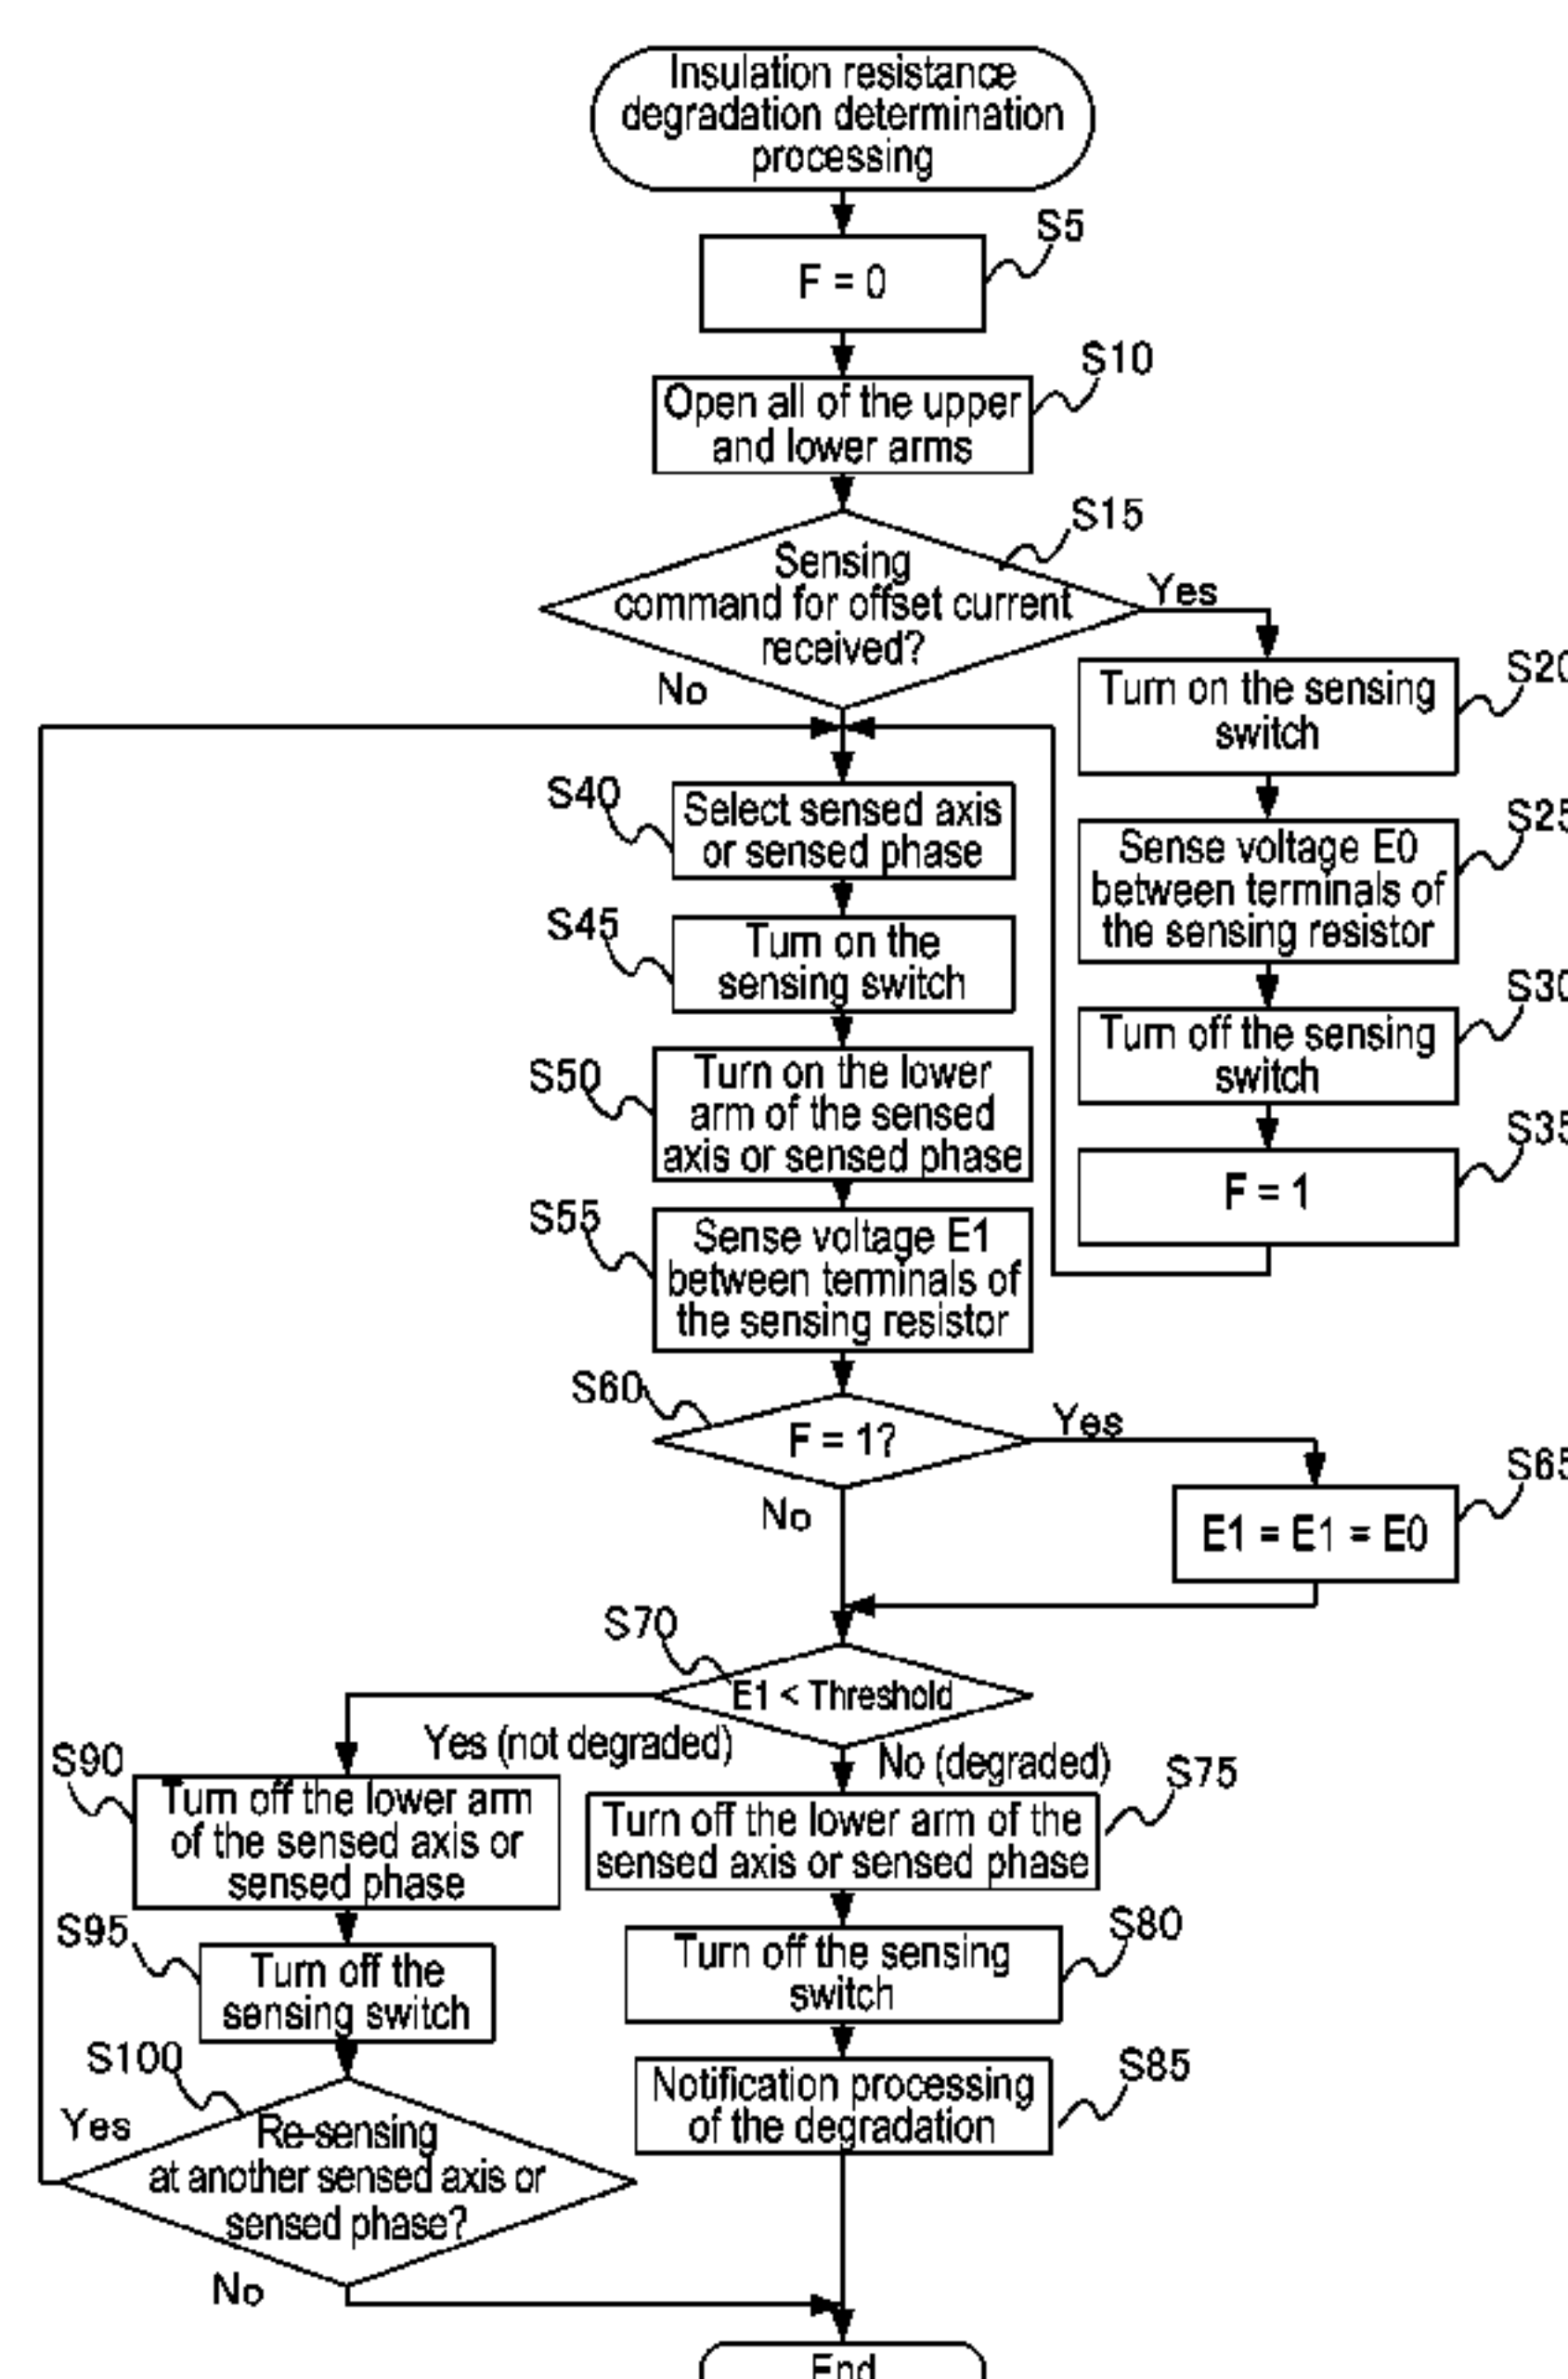 Insulation resistance
degradation determination
processing
S5
F = 0
S10
Open all of the upper
and lower arms
S15
Sensing
command for offset current
received?
Yes
No
S20
Turn on the sensing
switch
S25
Sense voltage E0
between terminals of
the sensing resistor
S30
Turn off the sensing
switch
S35
F = 1
S40
Select sensed axis
or sensed phase
S45
Turn on the
sensing switch
S50
Turn on the lower
arm of the sensed
axis or sensed phase
S55
Sense voltage E1
between terminals of
the sensing resistor
S60
F = 1?
Yes
No
S65
E1 = E1 = E0
S70
E1 < Threshold
Yes (not degraded)
No (degraded)
S75
Turn off the lower arm of the
sensed axis or sensed phase
S80
Turn off the sensing
switch
S85
Notification processing
of the degradation
S90
Turn off the lower arm
of the sensed axis or
sensed phase
S95
Turn off the
sensing switch
S100
Re-sensing
at another sensed axis or
sensed phase?
Yes
No
End